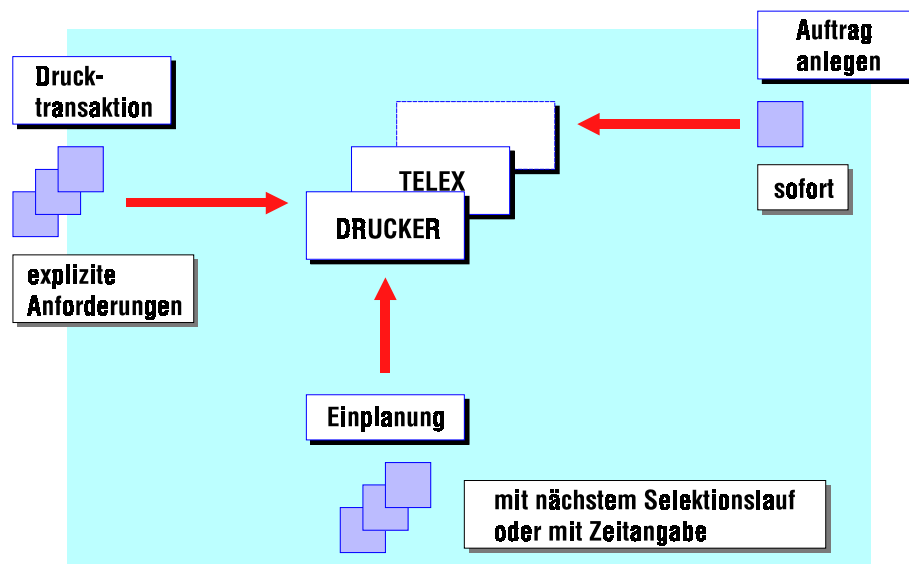 Auftrag
anlegen
Druck-
transaktion
TELEX
sofort
DRUCKER
explizite
Anforderungen
Einplanung
mit nächstem Selektionslauf
oder mit Zeitangabe